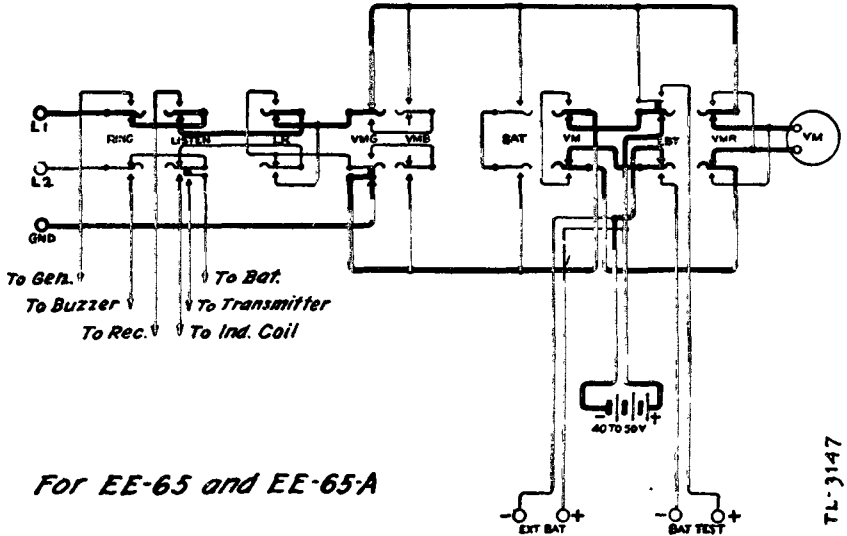 L1
RING
LISTEN
LR
VMG
VMB
BAT
VM
BT
VMR
VM
L2
GND
To Gen.
To Bat.
To Buzzer
To Transmitter
To Rec.
To Ind. Coil
- +
40 TO 50V
For EE-65 and EE-65-A
- + - +
EXT BAT BAT TEST
TL-3147